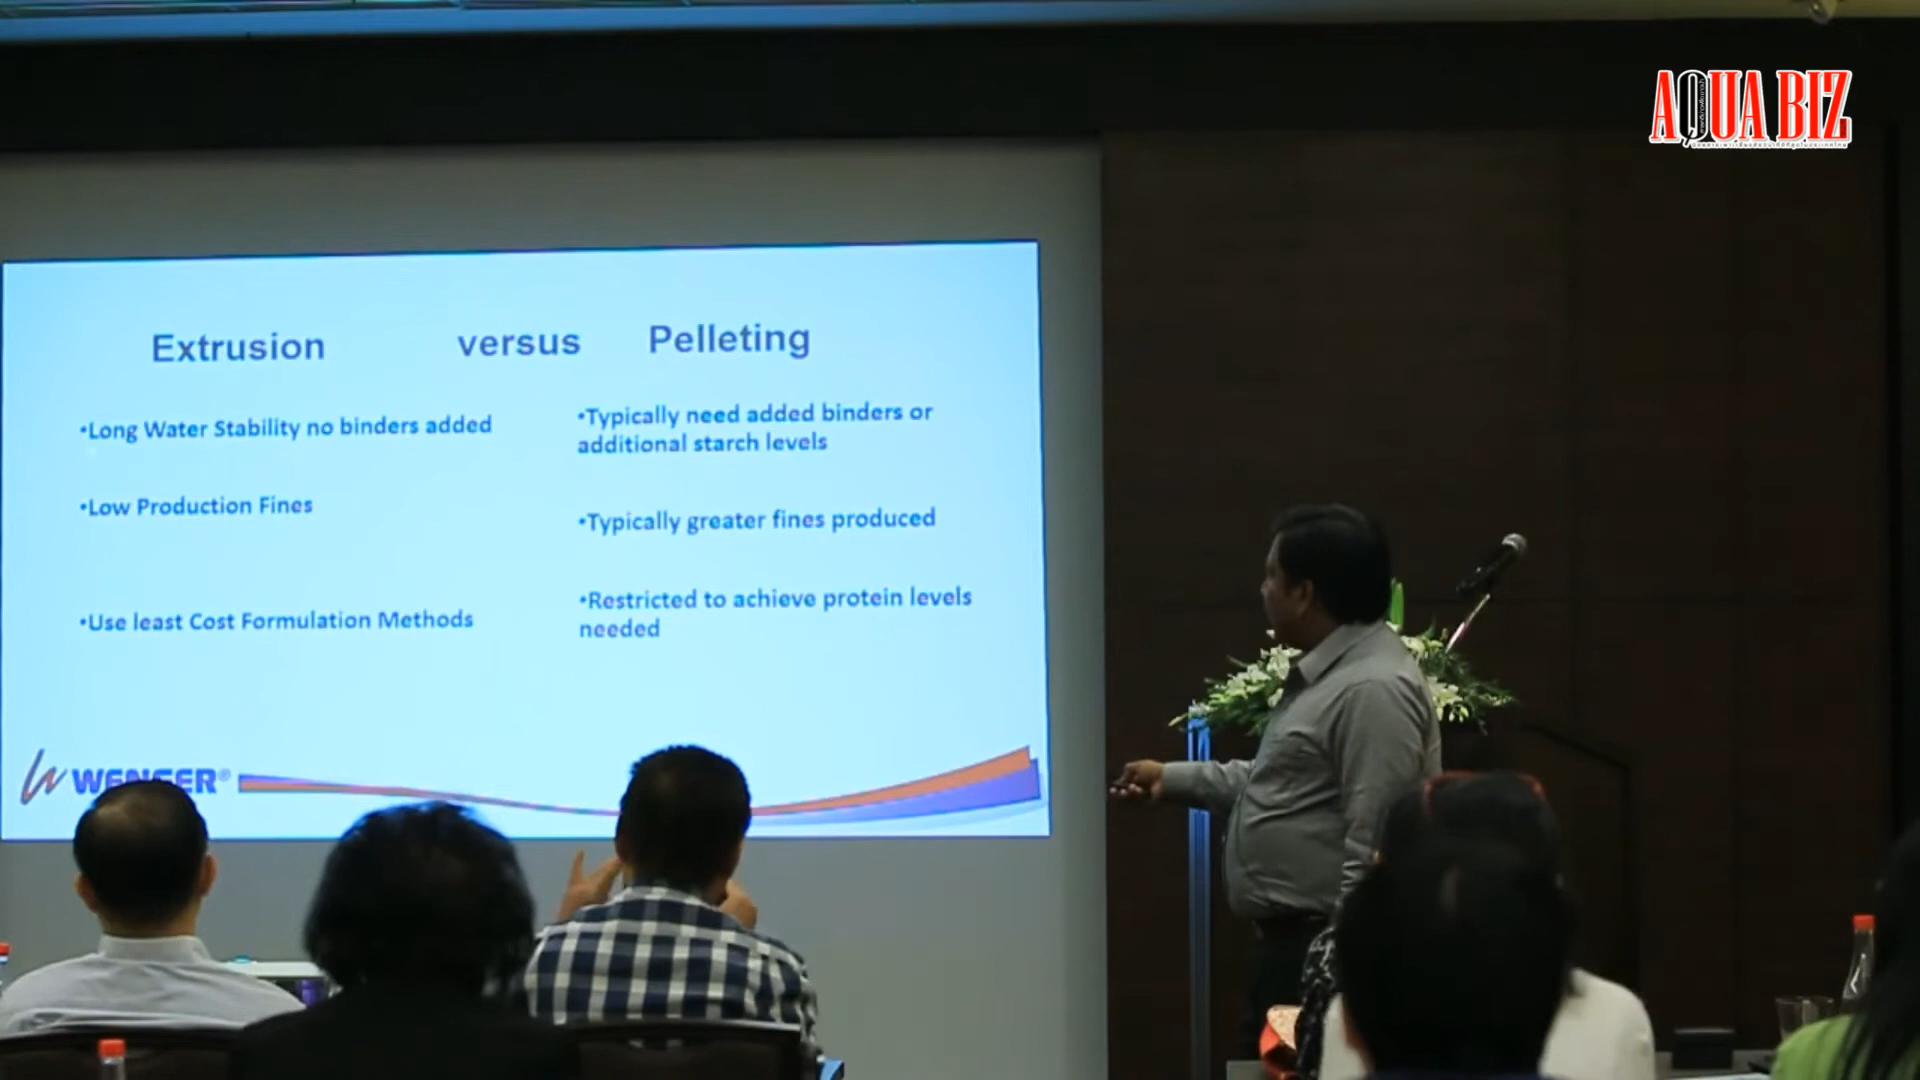 AQUA BIZ
Extrusion versus Pelleting
•Long Water Stability no binders added
•Low Production Fines
•Use least Cost Formulation Methods
•Typically need added binders or
additional starch levels
•Typically greater fines produced
•Restricted to achieve protein levels
needed
WENGER®